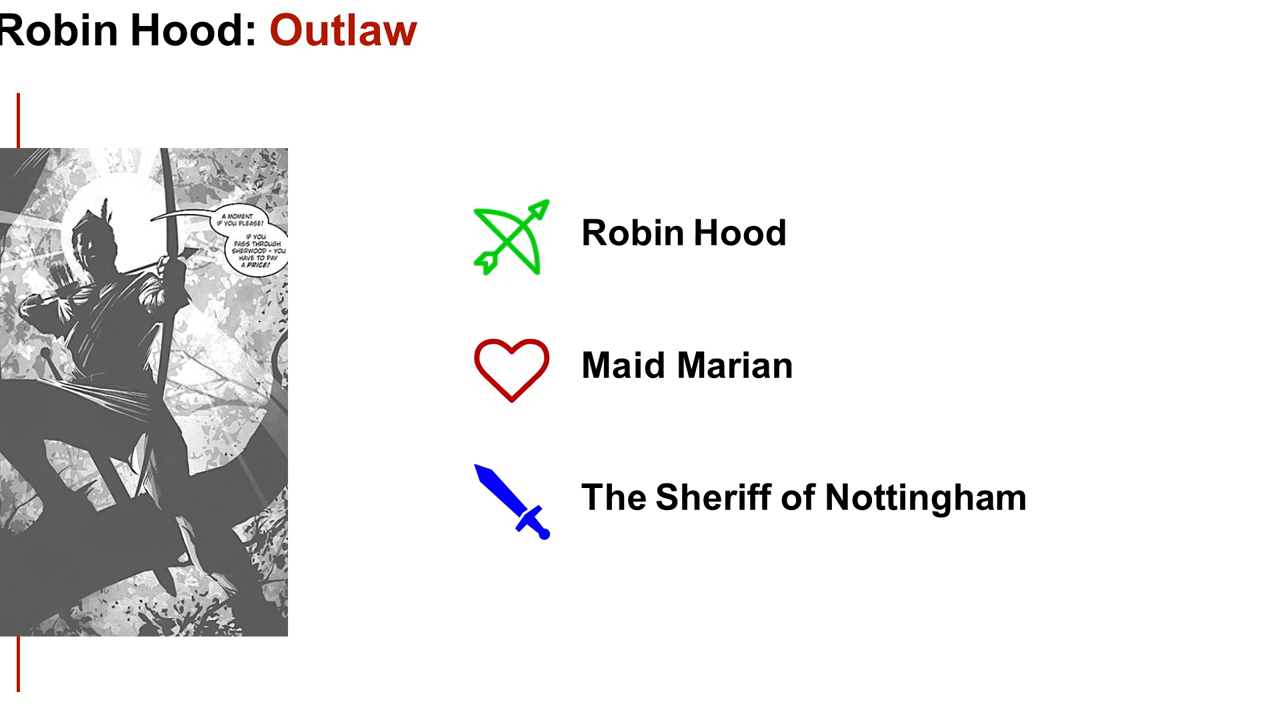 Robin Hood: Outlaw
A MOMENT
IF YOU PLEASE!
IF YOU
PASS THROUGH
SHERWOOD - YOU
HAVE TO PAY
A PRICE!
Robin Hood
Maid Marian
The Sheriff of Nottingham